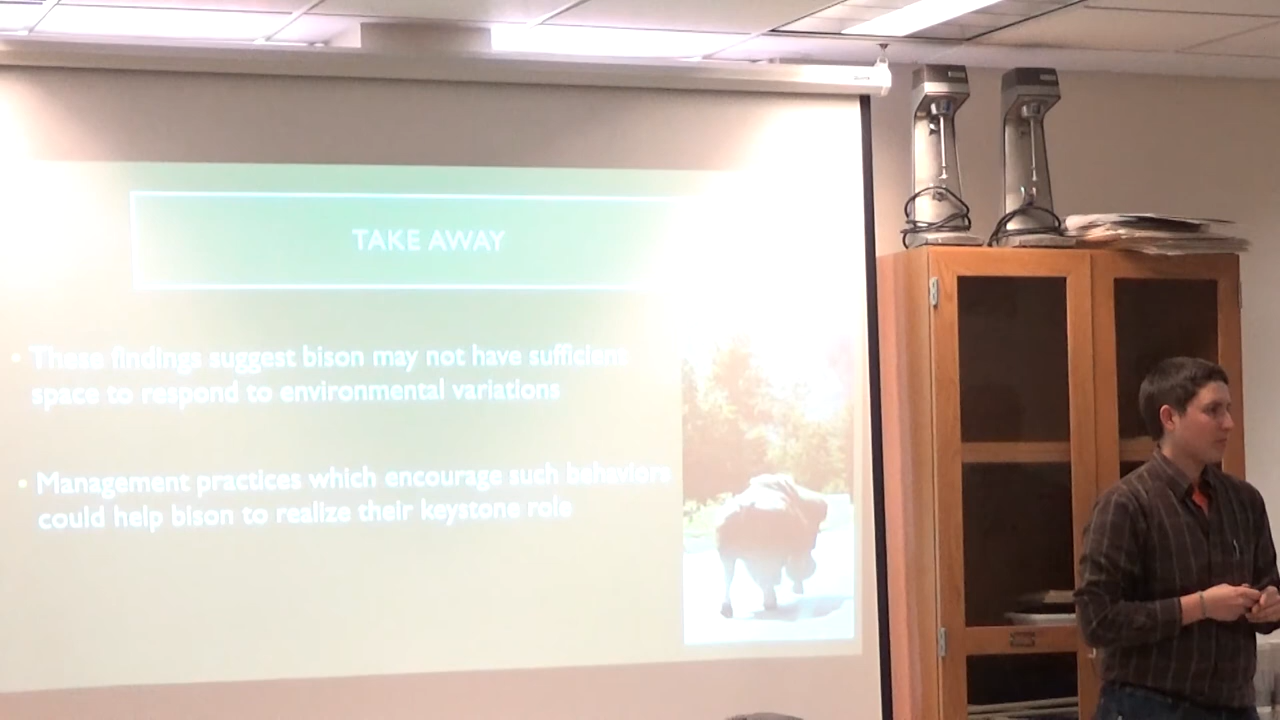 TAKE AWAY
• These findings suggest bison may not have sufficient
space to respond to environmental variations
• Management practices which encourage such behaviors
could help bison to realize their keystone role